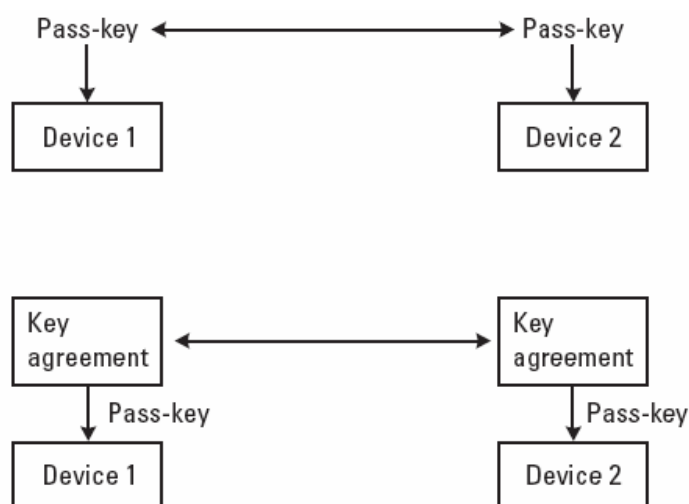 Pass-key Pass-key
Device 1 Device 2
Key Key
agreement agreement
Pass-key Pass-key
Device 1 Device 2